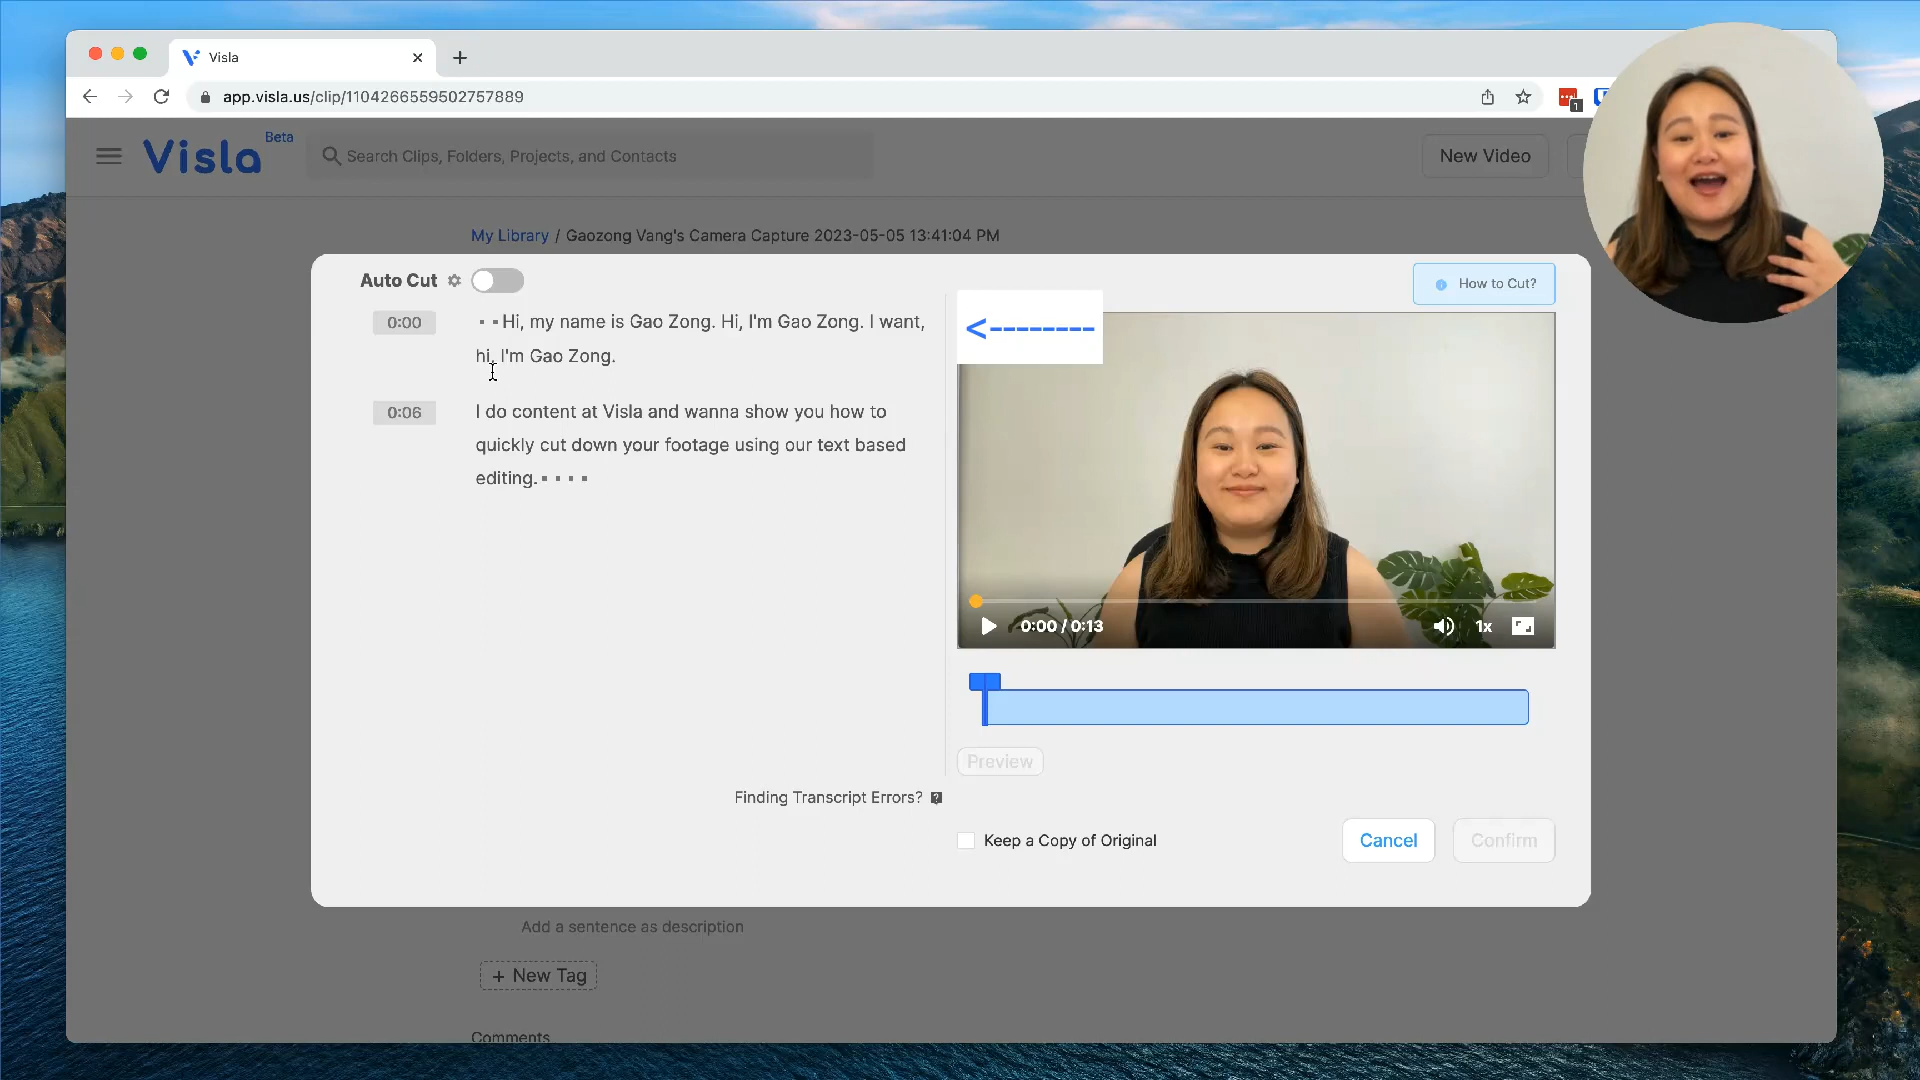 Visla
app.visla.us/clip/1104266559502757889
1
Visla Beta
Search Clips, Folders, Projects, and Contacts
New Video
My Library / Gaozong Vang's Camera Capture 2023-05-05 13:41:04 PM
Auto Cut
How to Cut?
0:00
Hi, my name is Gao Zong. Hi, I'm Gao Zong. I want,
hi, I'm Gao Zong.
<--------
0:06
I do content at Visla and wanna show you how to
quickly cut down your footage using our text based
editing.
0:00 / 0:13
1x
Preview
Finding Transcript Errors? ?
Keep a Copy of Original
Cancel
Confirm
Add a sentence as description
+ New Tag
Comments